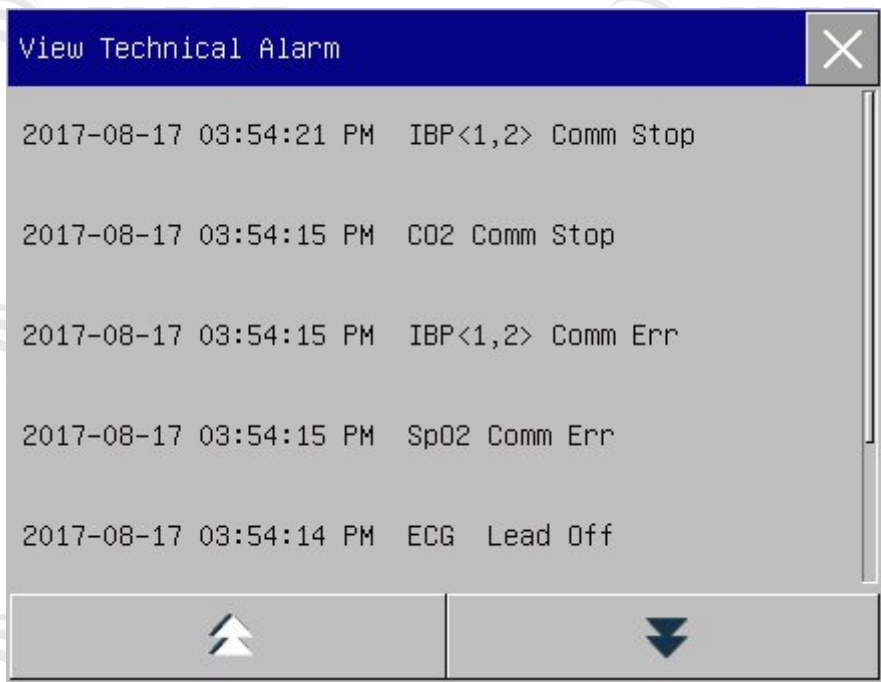 View Technical Alarm
2017-08-17 03:54:21 PM IBP<1,2> Comm Stop
2017-08-17 03:54:15 PM CO2 Comm Stop
2017-08-17 03:54:15 PM IBP<1,2> Comm Err
2017-08-17 03:54:15 PM SpO2 Comm Err
2017-08-17 03:54:14 PM ECG  Lead Off